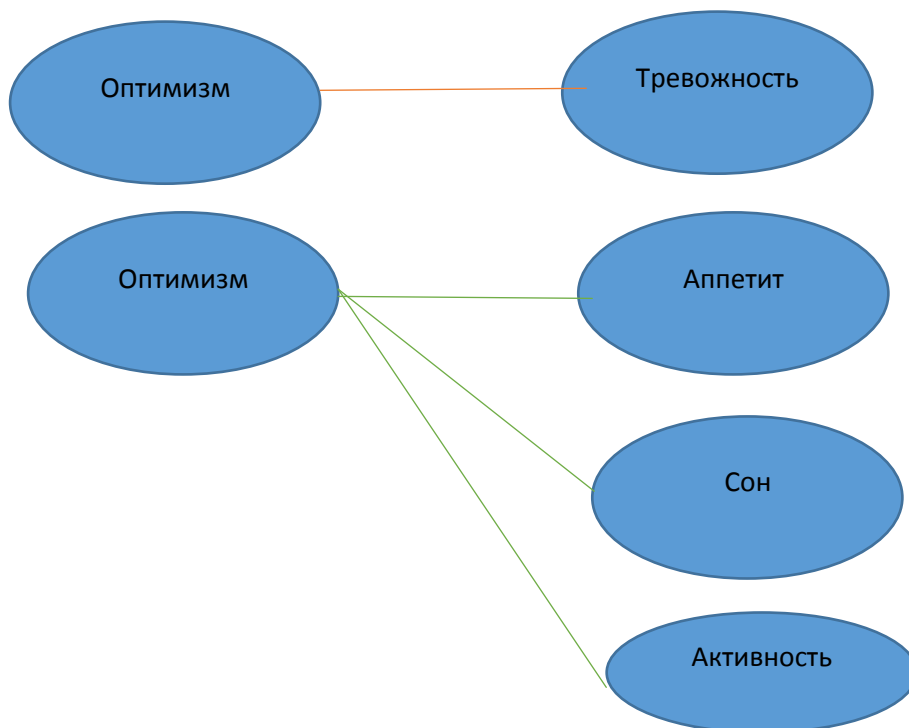 Оптимизм
Тревожность
Оптимизм
Аппетит
Сон
Активность